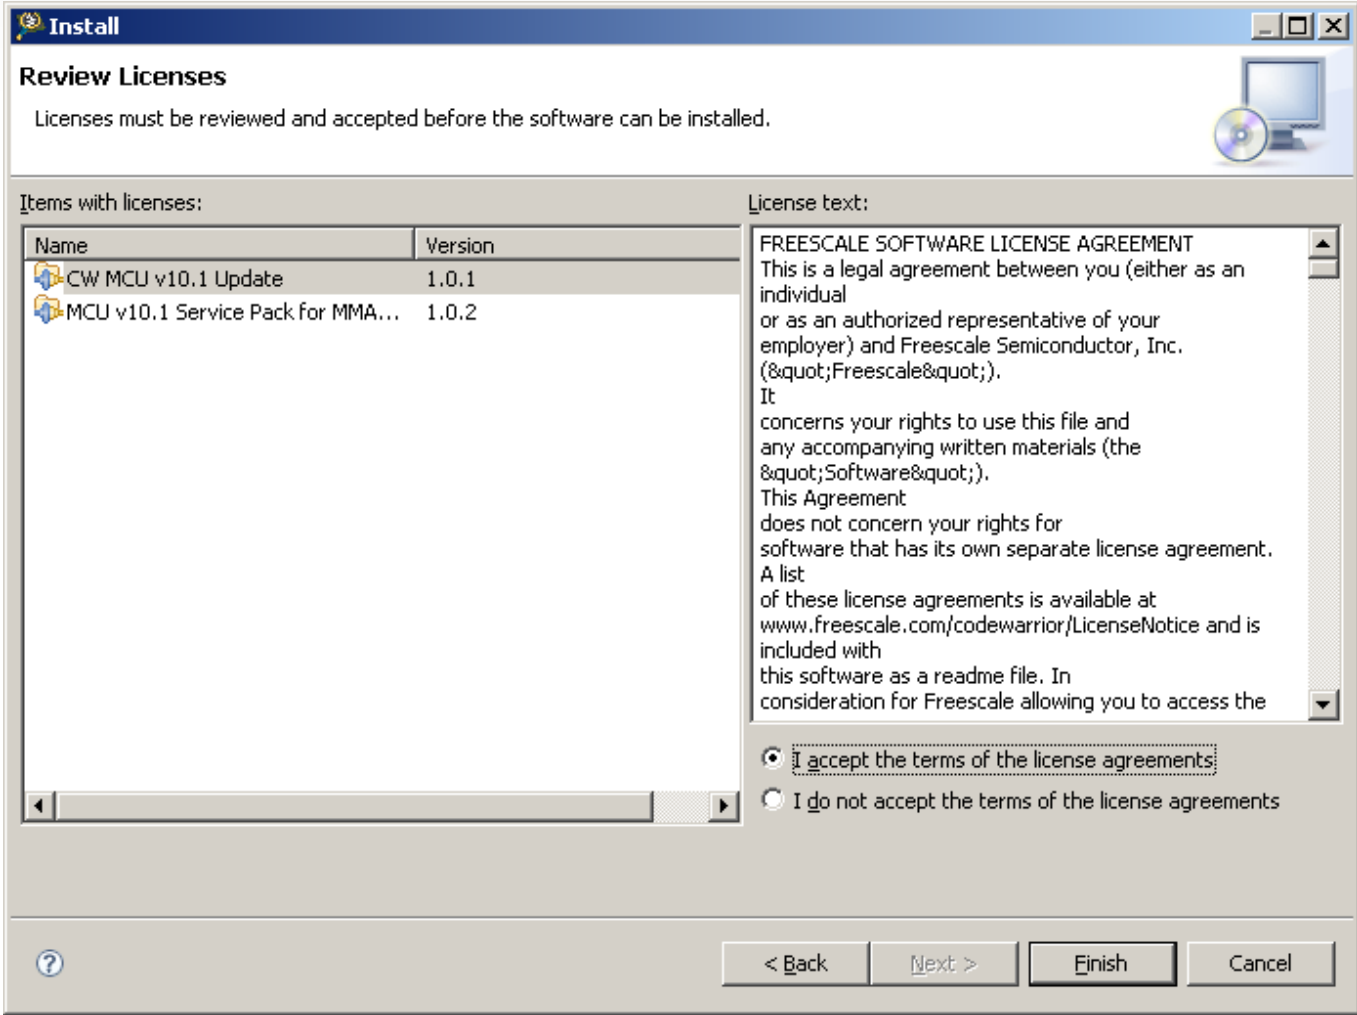 Install
Review Licenses
Licenses must be reviewed and accepted before the software can be installed.
Items with licenses:
Name Version
CW MCU v10.1 Update 1.0.1
MCU v10.1 Service Pack for MMA... 1.0.2
License text:
FREESCALE SOFTWARE LICENSE AGREEMENT
This is a legal agreement between you (either as an
individual
or as an authorized representative of your
employer) and Freescale Semiconductor, Inc.
(&quot;Freescale&quot;).
It
concerns your rights to use this file and
any accompanying written materials (the
&quot;Software&quot;).
This Agreement
does not concern your rights for
software that has its own separate license agreement.
A list
of these license agreements is available at
www.freescale.com/codewarrior/LicenseNotice and is
included with
this software as a readme file. In
consideration for Freescale allowing you to access the
I accept the terms of the license agreements
I do not accept the terms of the license agreements
?
< Back Next > Finish Cancel